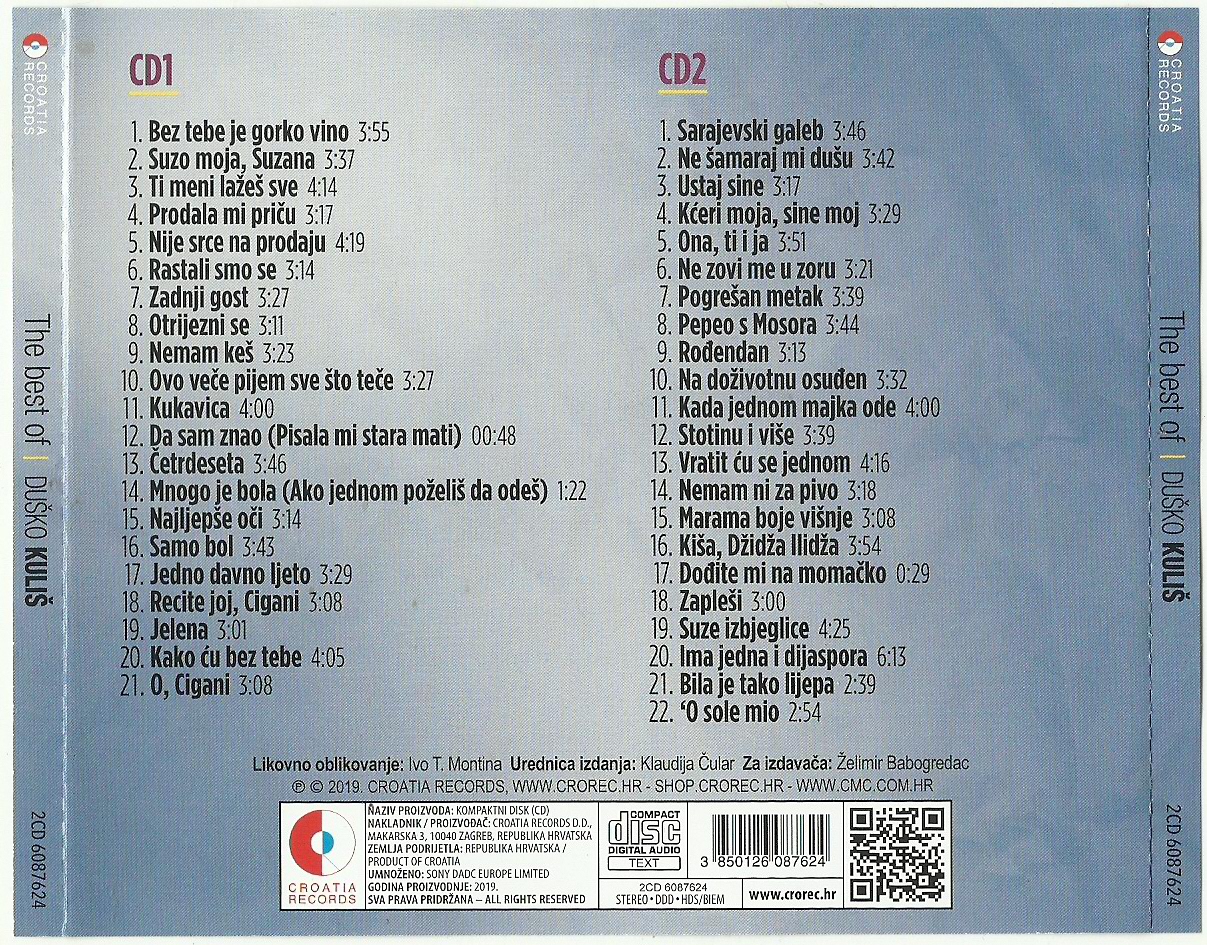 CROATIA
RECORDS
The best of | DUŠKO KULIŠ
2CD 6087624
CD1
1. Bez tebe je gorko vino 3:55
2. Suzo moja, Suzana 3:37
3. Ti meni lažeš sve 4:14
4. Prodala mi priču 3:17
5. Nije srce na prodaju 4:19
6. Rastali smo se 3:14
7. Zadnji gost 3:27
8. Otrijezni se 3:11
9. Nemam keš 3:23
10. Ovo veče pijem sve što teče 3:27
11. Kukavica 4:00
12. Da sam znao (Pisala mi stara mati) 00:48
13. Četrdeseta 3:46
14. Mnogo je bola (Ako jednom poželiš da odeš) 1:22
15. Najljepše oči 3:14
16. Samo bol 3:43
17. Jedno davno ljeto 3:29
18. Recite joj, Cigani 3:08
19. Jelena 3:01
20. Kako ću bez tebe 4:05
21. O, Cigani 3:08
CD2
1. Sarajevski galeb 3:46
2. Ne šamaraj mi dušu 3:42
3. Ustaj sine 3:17
4. Kćeri moja, sine moj 3:29
5. Ona, ti i ja 3:51
6. Ne zovi me u zoru 3:21
7. Pogrešan metak 3:39
8. Pepeo s Mosora 3:44
9. Rođendan 3:13
10. Na doživotnu osuđen 3:32
11. Kada jednom majka ode 4:00
12. Stotinu i više 3:39
13. Vratit ću se jednom 4:16
14. Nemam ni za pivo 3:18
15. Marama boje višnje 3:08
16. Kiša, Džidža Ilidža 3:54
17. Dođite mi na momačko 0:29
18. Zapleši 3:00
19. Suze izbjeglice 4:25
20. Ima jedna i dijaspora 6:13
21. Bila je tako lijepa 2:39
22. ‘O sole mio 2:54
Likovno oblikovanje: Ivo T. Montina Urednica izdanja: Klaudija Čular Za izdavača: Želimir Babogredac
℗ © 2019. CROATIA RECORDS, WWW.CROREC.HR - SHOP.CROREC.HR - WWW.CMC.COM.HR
CROATIA
RECORDS
NAZIV PROIZVODA: KOMPAKTNI DISK (CD)
NAKLADNIK / PROIZVOĐAČ: CROATIA RECORDS D.D.,
MAKARSKA 3, 10040 ZAGREB, REPUBLIKA HRVATSKA
ZEMLJA PODRIJETLA: REPUBLIKA HRVATSKA /
PRODUCT OF CROATIA
UMNOŽENO: SONY DADC EUROPE LIMITED
GODINA PROIZVODNJE: 2019.
SVA PRAVA PRIDRŽANA – ALL RIGHTS RESERVED
COMPACT
disc
DIGITAL AUDIO
TEXT
2CD 6087624
STEREO • DDD • HDS/BIEM
3 850126 087624
www.crorec.hr
CROATIA
RECORDS
The best of | DUŠKO KULIŠ
2CD 6087624